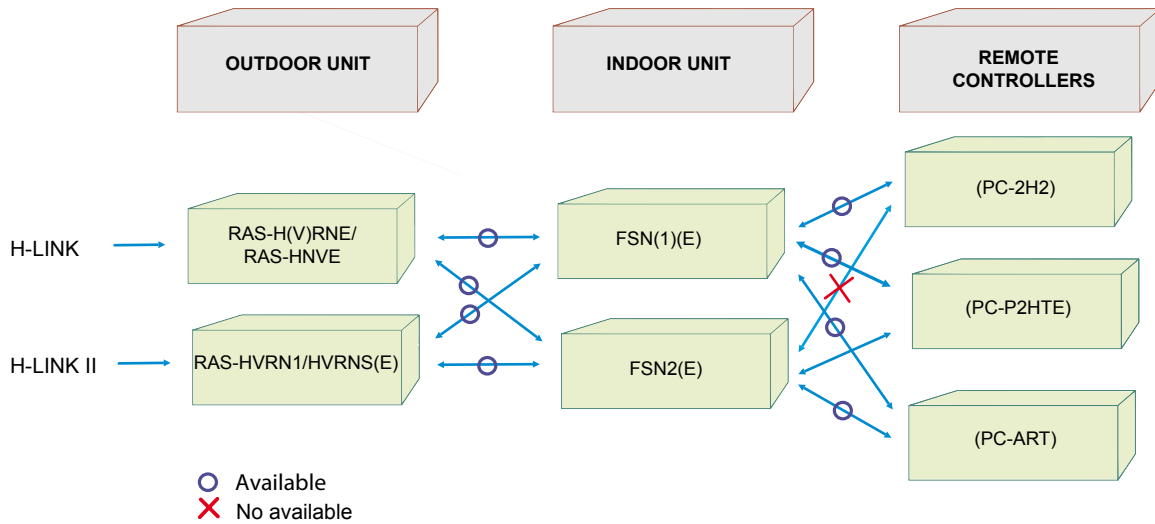 OUTDOOR UNIT
INDOOR UNIT
REMOTE
CONTROLLERS
H-LINK
RAS-H(V)RNE/
RAS-HNVE
FSN(1)(E)
(PC-2H2)
(PC-P2HTE)
H-LINK II
RAS-HVRN1/HVRNS(E)
FSN2(E)
(PC-ART)
Available
No available